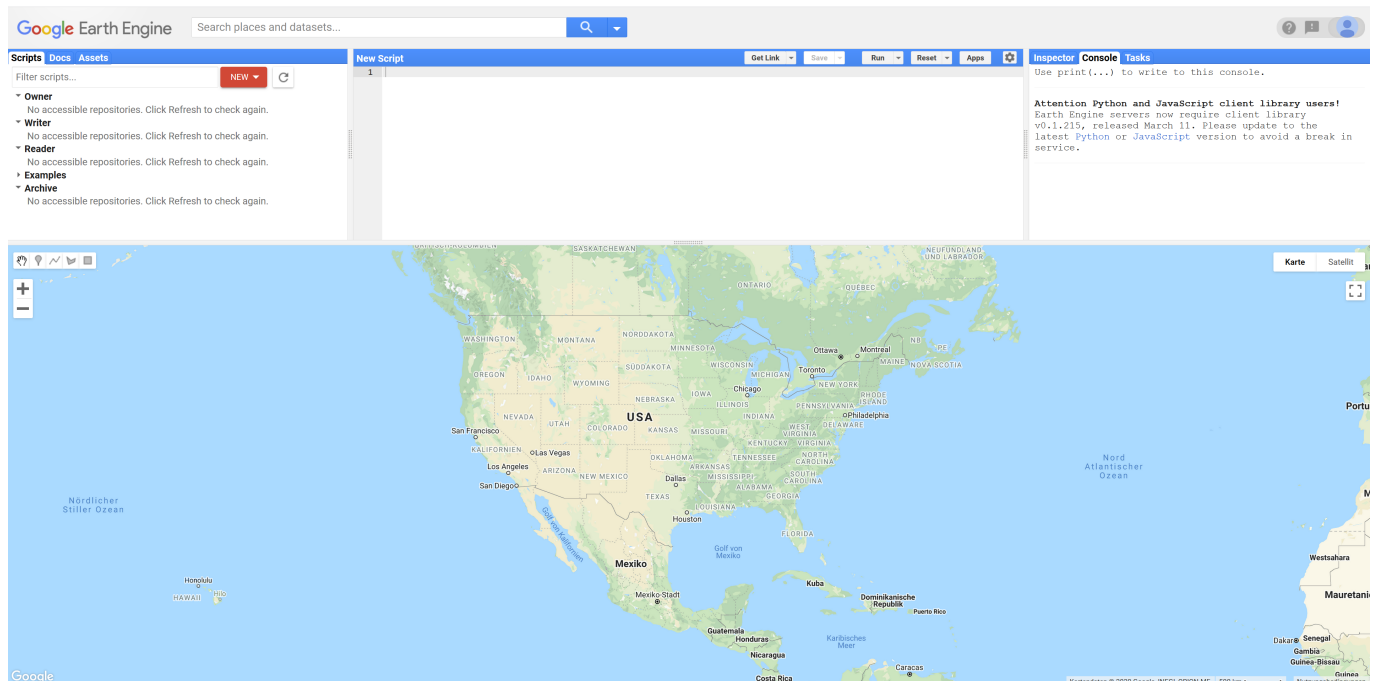 Google Earth Engine
Search places and datasets...
Scripts Docs Assets
Filter scripts...
NEW
Owner
No accessible repositories. Click Refresh to check again.
Writer
No accessible repositories. Click Refresh to check again.
Reader
No accessible repositories. Click Refresh to check again.
Examples
Archive
No accessible repositories. Click Refresh to check again.
New Script
Get Link
Save
Run
Reset
Apps
1
Inspector Console Tasks
Use print(...) to write to this console.
Attention Python and JavaScript client library users!
Earth Engine servers now require client library
v0.1.215, released March 11. Please update to the
latest Python or JavaScript version to avoid a break in
service.
Karte
Satellit
SASKATCHEWAN
NEUFUNDLAND
UND LABRADOR
ONTARIO
QUEBEC
WASHINGTON
MONTANA
NORDDAKOTA
MINNESOTA
Ottawa
Montreal
NB
PE
MAINE
NOVA SCOTIA
OREGON
IDAHO
WYOMING
SÜDDAKOTA
WISCONSIN
MICHIGAN
Toronto
NEW YORK
Chicago
NEBRASKA
IOWA
ILLINOIS
RHODE
ISLAND
PENNSYLVANIA
Philadelphia
NEVADA
UTAH
COLORADO
USA
KANSAS
MISSOURI
INDIANA
WEST
VIRGINIA
DELAWARE
KENTUCKY
VIRGINIA
San Francisco
KALIFORNIEN
Las Vegas
OKLAHOMA
ARKANSAS
TENNESSEE
NORTH
CAROLINA
Los Angeles
ARIZONA
NEW MEXICO
Dallas
MISSISSIPPI
SOUTH
CAROLINA
San Diego
TEXAS
ALABAMA
GEORGIA
LOUISIANA
Houston
FLORIDA
Golf von Kalifornien
Golf von
Mexiko
Nördlicher
Stiller Ozean
Nord
Atlantischer
Ozean
Portu
Mexiko
Mexiko-Stadt
Kuba
Dominikanische
Republik
Puerto Rico
Honolulu
HAWAII
Hilo
Westsahara
Mauretanie
Guatemala
Honduras
Nicaragua
Costa Rica
Karibisches
Meer
Caracas
Dakar
Senegal
Gambia
Guinea-Bissau
Guinea
Google